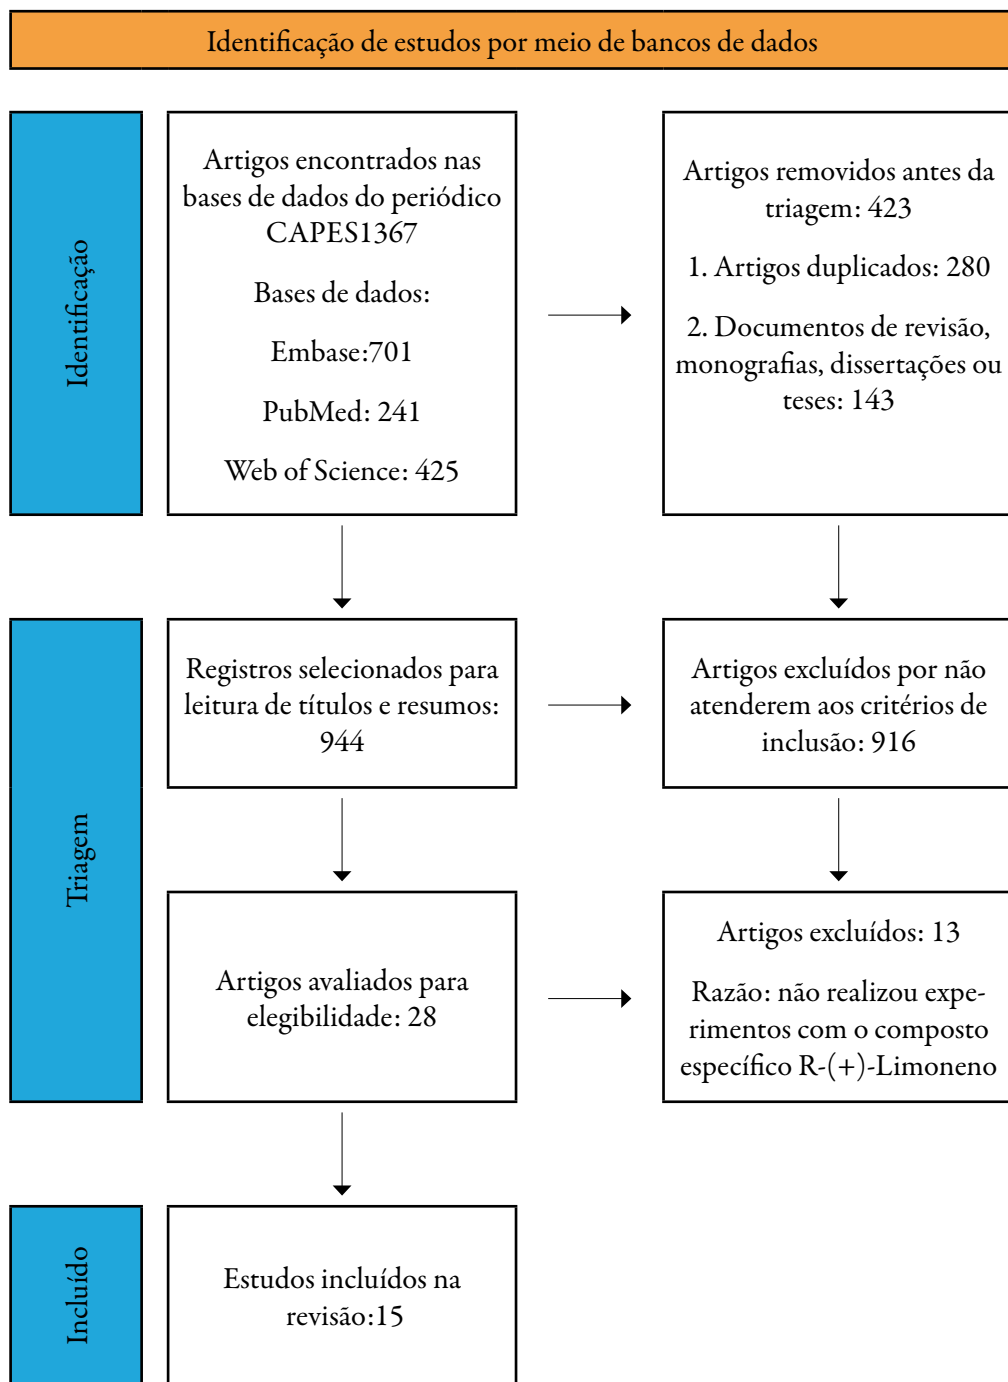 Identificação de estudos por meio de bancos de dados
Identificação
Artigos encontrados nas
bases de dados do periódico
CAPES1367
Bases de dados:
Embase:701
PubMed: 241
Web of Science: 425
Artigos removidos antes da
triagem: 423
1. Artigos duplicados: 280
2. Documentos de revisão,
monografias, dissertações ou
teses: 143
Triagem
Registros selecionados para
leitura de títulos e resumos:
944
Artigos excluídos por não
atenderem aos critérios de
inclusão: 916
Artigos avaliados para
elegibilidade: 28
Artigos excluídos: 13
Razão: não realizou expe-
rimentos com o composto
específico R-(+)-Limoneno
Incluído
Estudos incluídos na
revisão:15